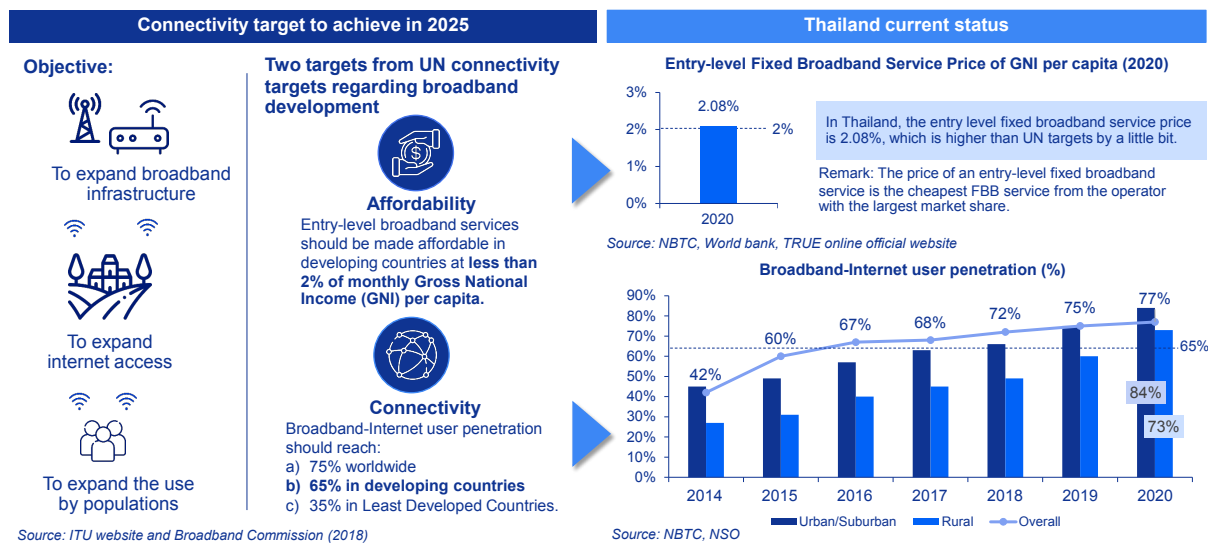 Connectivity target to achieve in 2025
Objective:
To expand broadband
infrastructure
To expand
internet access
To expand the use
by populations
Source: ITU website and Broadband Commission (2018)
Two targets from UN connectivity
targets regarding broadband
development
Affordability
Entry-level broadband services
should be made affordable in
developing countries at less than
2% of monthly Gross National
Income (GNI) per capita.
Connectivity
Broadband-Internet user penetration
should reach:
a) 75% worldwide
b) 65% in developing countries
c) 35% in Least Developed Countries.
Thailand current status
Entry-level Fixed Broadband Service Price of GNI per capita (2020)
3%
2%
1%
0%
2.08%
2%
2020
In Thailand, the entry level fixed broadband service price
is 2.08%, which is higher than UN targets by a little bit.
Remark: The price of an entry-level fixed broadband
service is the cheapest FBB service from the operator
with the largest market share.
Source: NBTC, World bank, TRUE online official website
Broadband-Internet user penetration (%)
90%
80%
70%
60%
50%
40%
30%
20%
10%
0%
42%
60%
67%
68%
72%
75%
77%
65%
84%
73%
2014 2015 2016 2017 2018 2019 2020
Urban/Suburban Rural Overall
Source: NBTC, NSO